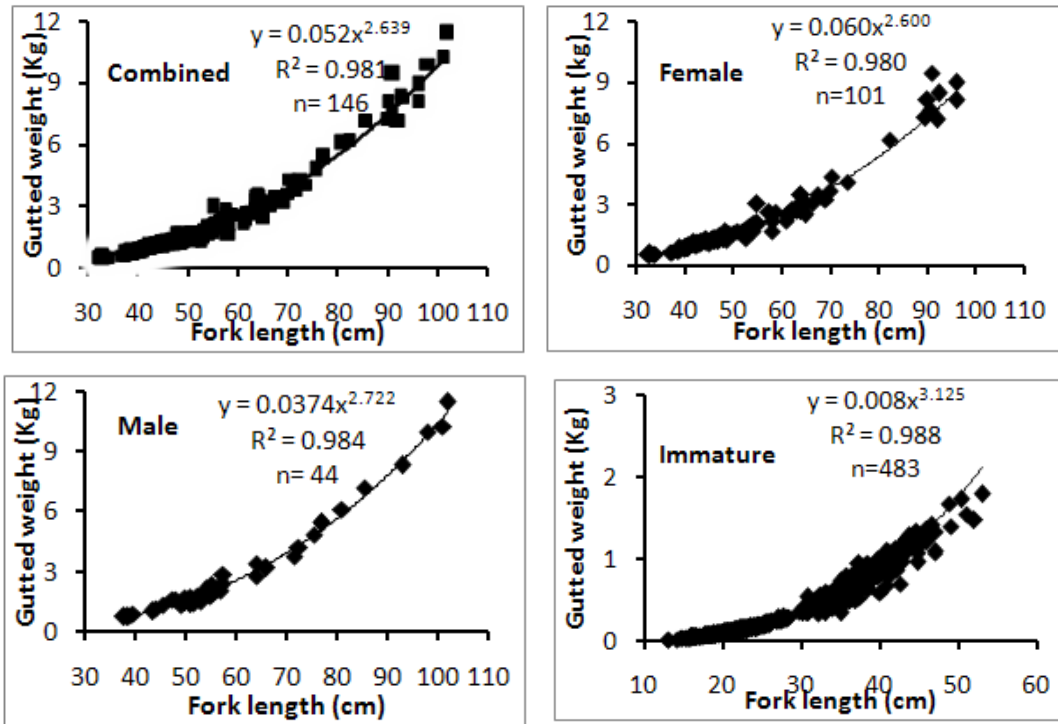 Gutted weight (Kg)
12
9
6
3
0
Combined
y = 0.052x^2.639
R² = 0.981
n= 146
30 40 50 60 70 80 90 100 110
Fork length (cm)
Gutted weight (Kg)
12
9
6
3
0
Female
y = 0.060x^2.600
R² = 0.980
n=101
30 40 50 60 70 80 90 100 110
Fork length (cm)
Gutted weight (Kg)
12
9
6
3
0
Male
y = 0.0374x^2.722
R² = 0.984
n= 44
30 40 50 60 70 80 90 100 110
Fork length (cm)
Gutted weight (Kg)
3
2
1
0
Immature
y = 0.008x^3.125
R² = 0.988
n=483
10 20 30 40 50 60
Fork length (cm)